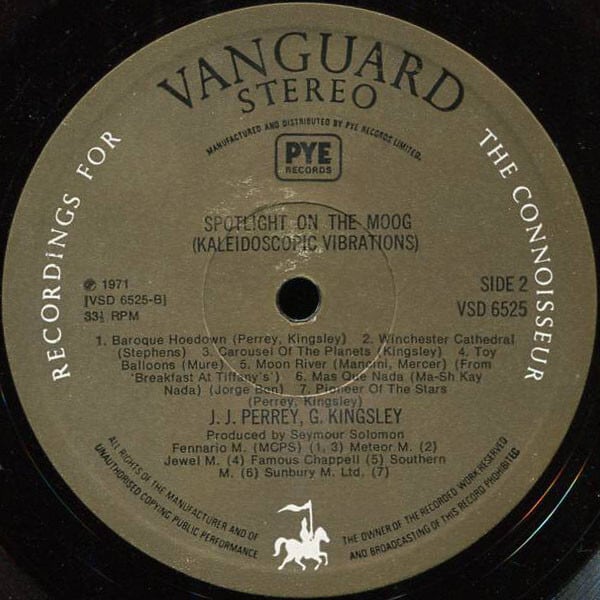 VANGUARD
STEREO
MANUFACTURED AND DISTRIBUTED BY PYE RECORDS LIMITED.
PYE
RECORDS
RECORDINGS FOR
THE CONNOISSEUR
SPOTLIGHT ON THE MOOG
(KALEIDOSCOPIC VIBRATIONS)
℗ 1971
[VSD 6525-B]
33⅓ RPM
SIDE 2
VSD 6525
1. Baroque Hoedown (Perrey, Kingsley) 2. Winchester Cathedral
(Stephens) 3. Carousel Of The Planets (Kingsley) 4. Toy
Balloons (Mure) 5. Moon River (Mancini, Mercer) (From
'Breakfast At Tiffany's') 6. Mas Que Nada (Ma-Sh Kay
Nada) (Jorge Ben) 7. Pioneer Of The Stars
(Perrey, Kingsley)
J. J. PERREY, G. KINGSLEY
Produced by Seymour Solomon
Fennario M. (MCPS) (1, 3) Meteor M. (2)
Jewel M. (4) Famous Chappell (5) Southern
M. (6) Sunbury M. Ltd. (7)
ALL RIGHTS OF THE MANUFACTURER AND OF
THE OWNER OF THE RECORDED WORK RESERVED
UNAUTHORISED COPYING PUBLIC PERFORMANCE
AND BROADCASTING OF THIS RECORD PROHIBITED